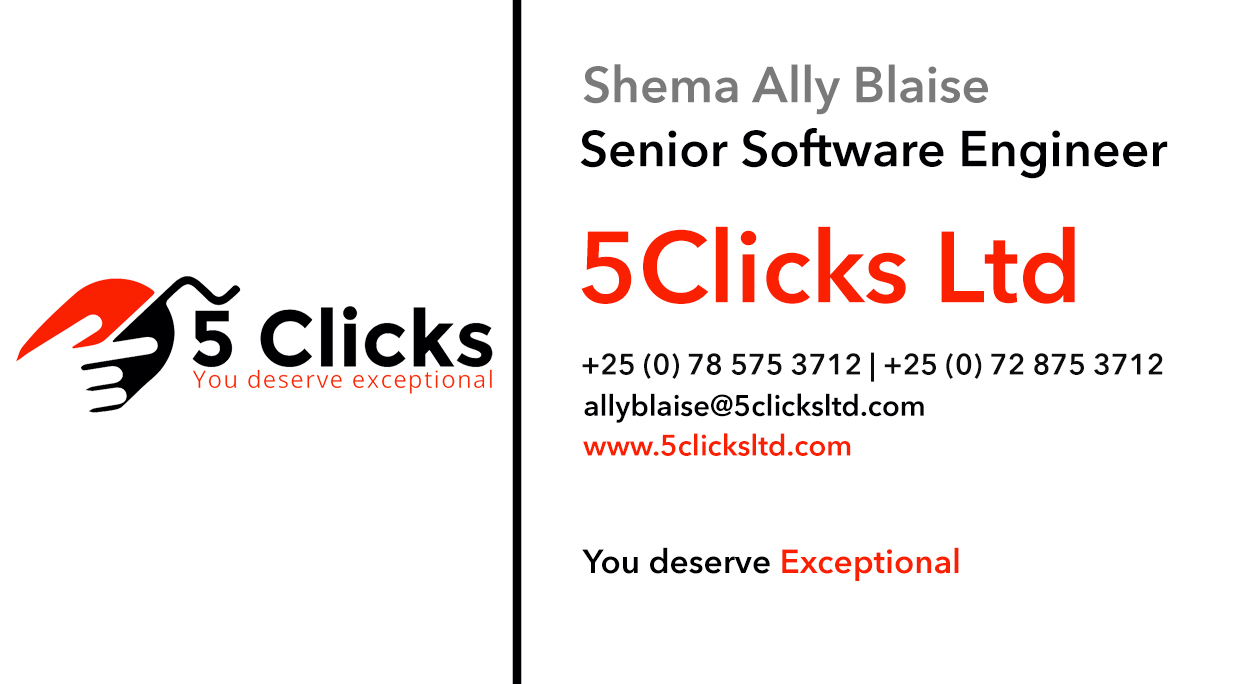 5 Clicks
You deserve exceptional
Shema Ally Blaise
Senior Software Engineer
5Clicks Ltd
+25 (0) 78 575 3712 | +25 (0) 72 875 3712
allyblaise@5clicksltd.com
www.5clicksltd.com
You deserve Exceptional